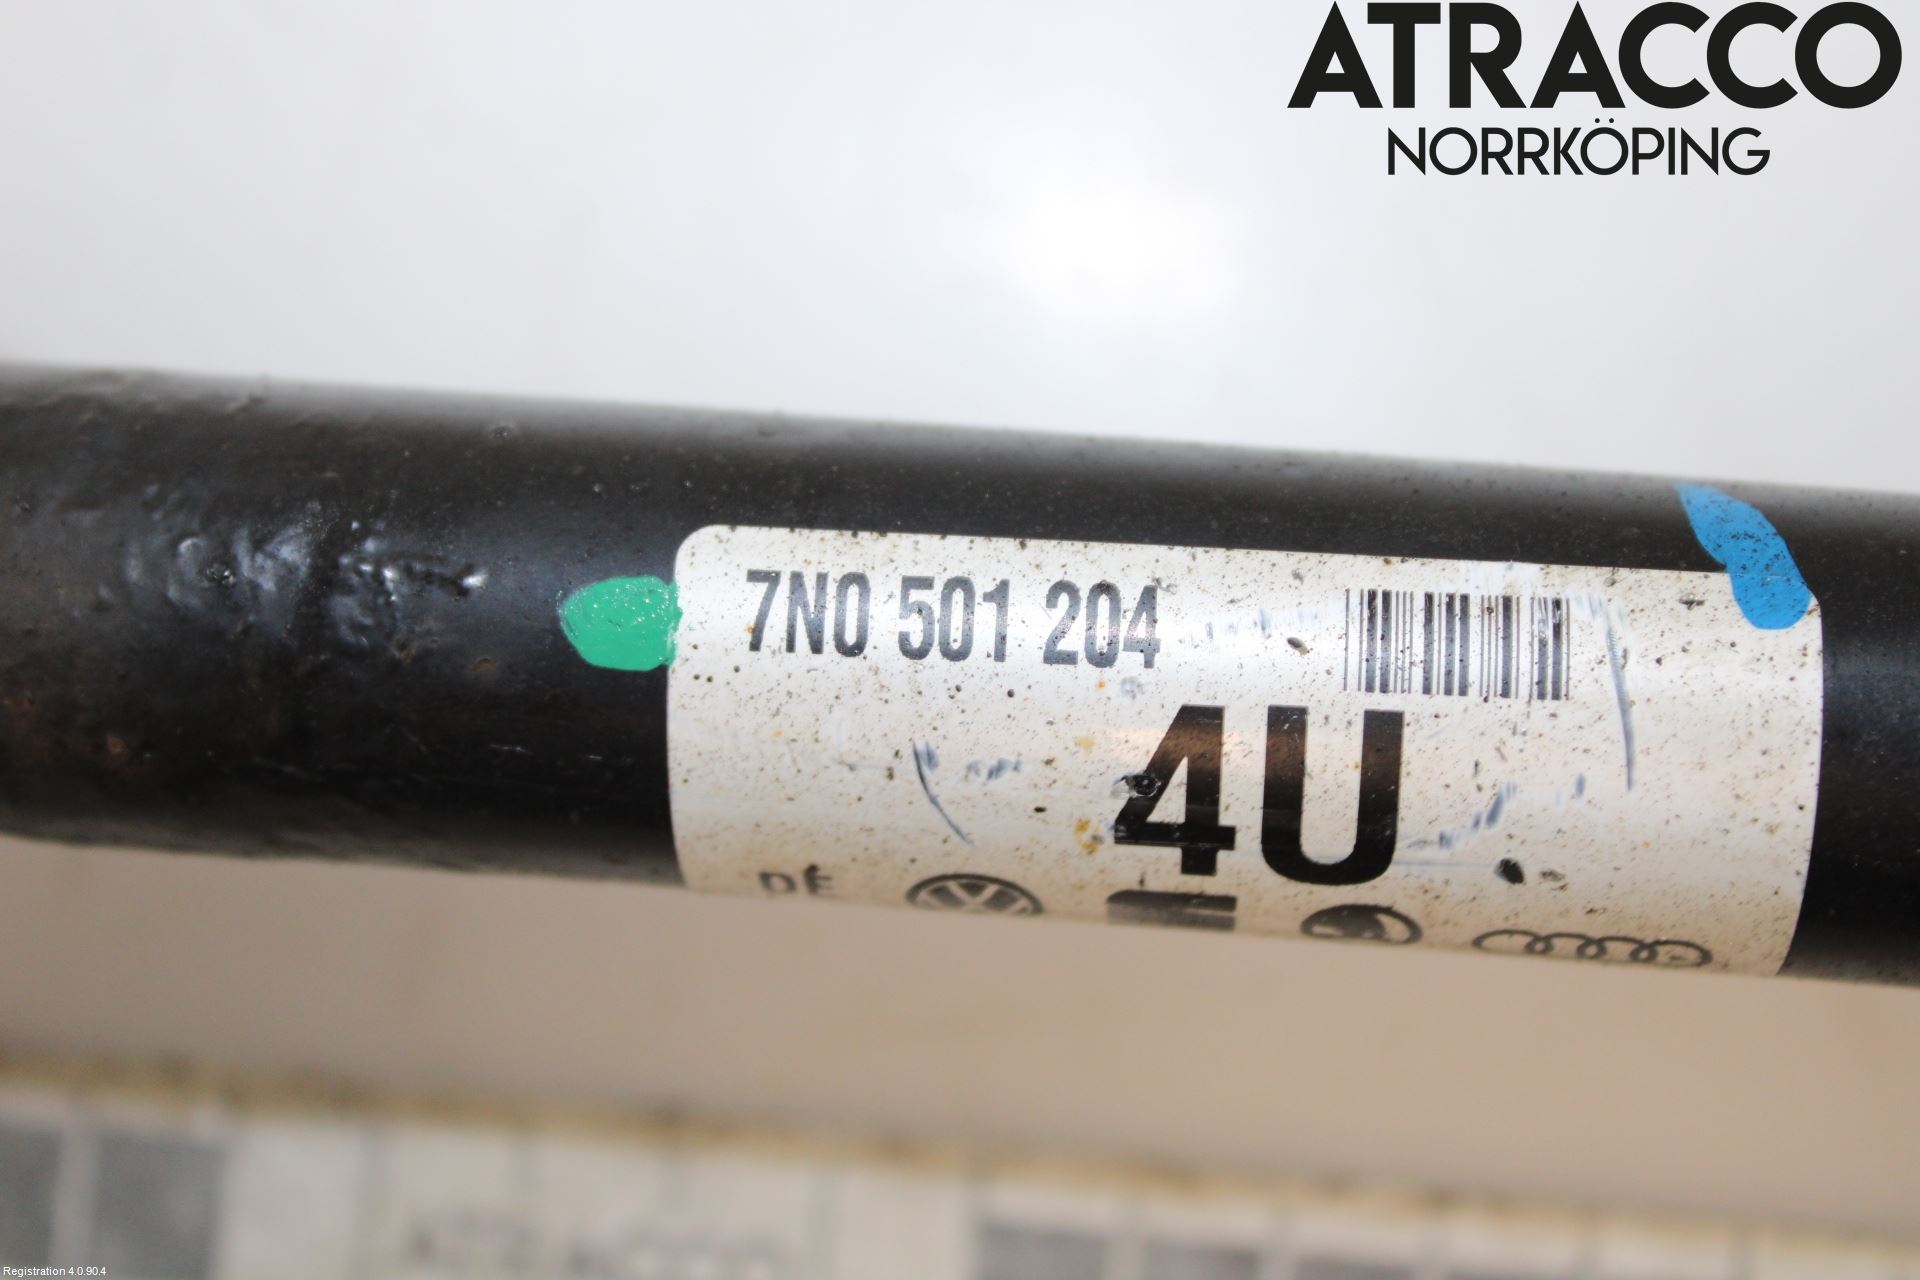 ATRACCO
NORRKÖPING
7N0 501 204
4U
DE
Registration 4.0.90.4